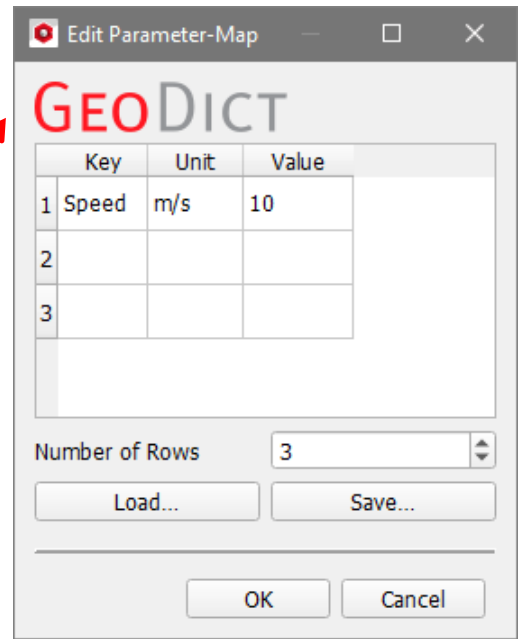 Edit Parameter-Map
GEODICT
Key Unit Value
1 Speed m/s 10
2
3
Number of Rows 3
Load... Save...
OK Cancel